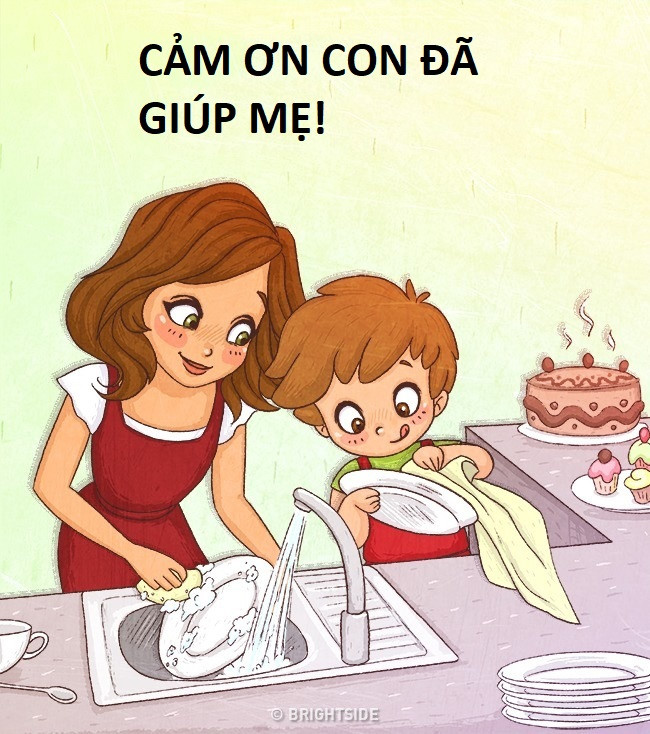 CẢM ƠN CON ĐÃ
GIÚP MẸ!
© BRIGHTSIDE